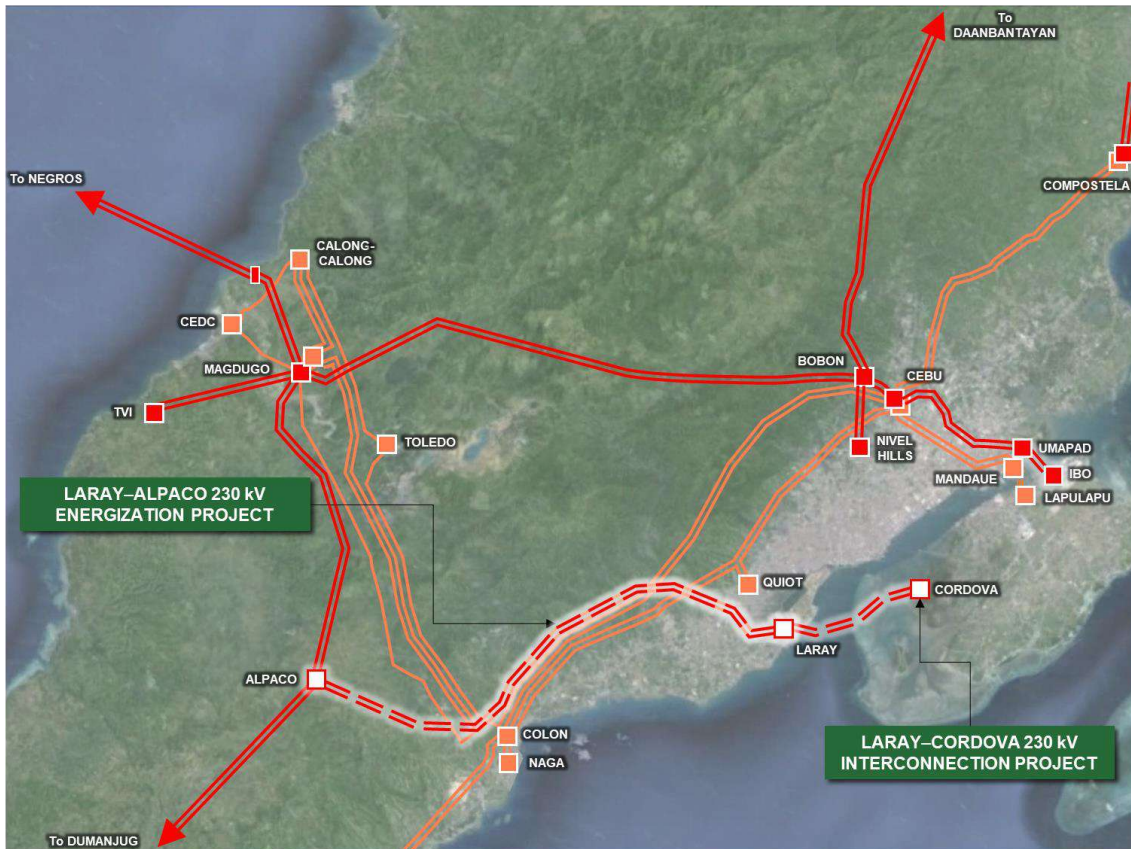 To
DAANBANTAYAN
To NEGROS
COMPOSTELA
CALONG-
CALONG
CEDC
MAGDUGO
BOBON
CEBU
TVI
TOLEDO
NIVEL
HILLS
UMAPAD
MANDAUE
IBO
LAPULAPU
LARAY–ALPACO 230 kV
ENERGIZATION PROJECT
QUIOT
CORDOVA
LARAY
ALPACO
COLON
NAGA
LARAY–CORDOVA 230 kV
INTERCONNECTION PROJECT
To DUMANJUG